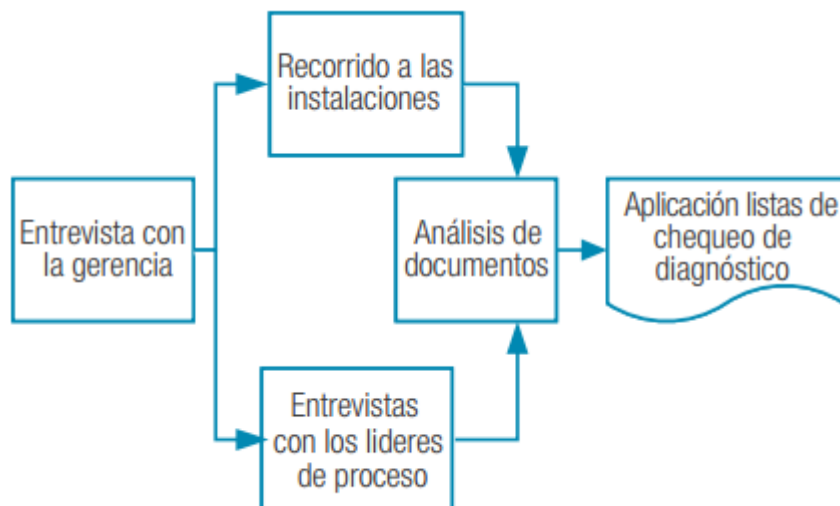 Recorrido a las
instalaciones
Entrevista con
la gerencia
Análisis de
documentos
Aplicación listas de
chequeo de
diagnóstico
Entrevistas
con los lideres
de proceso